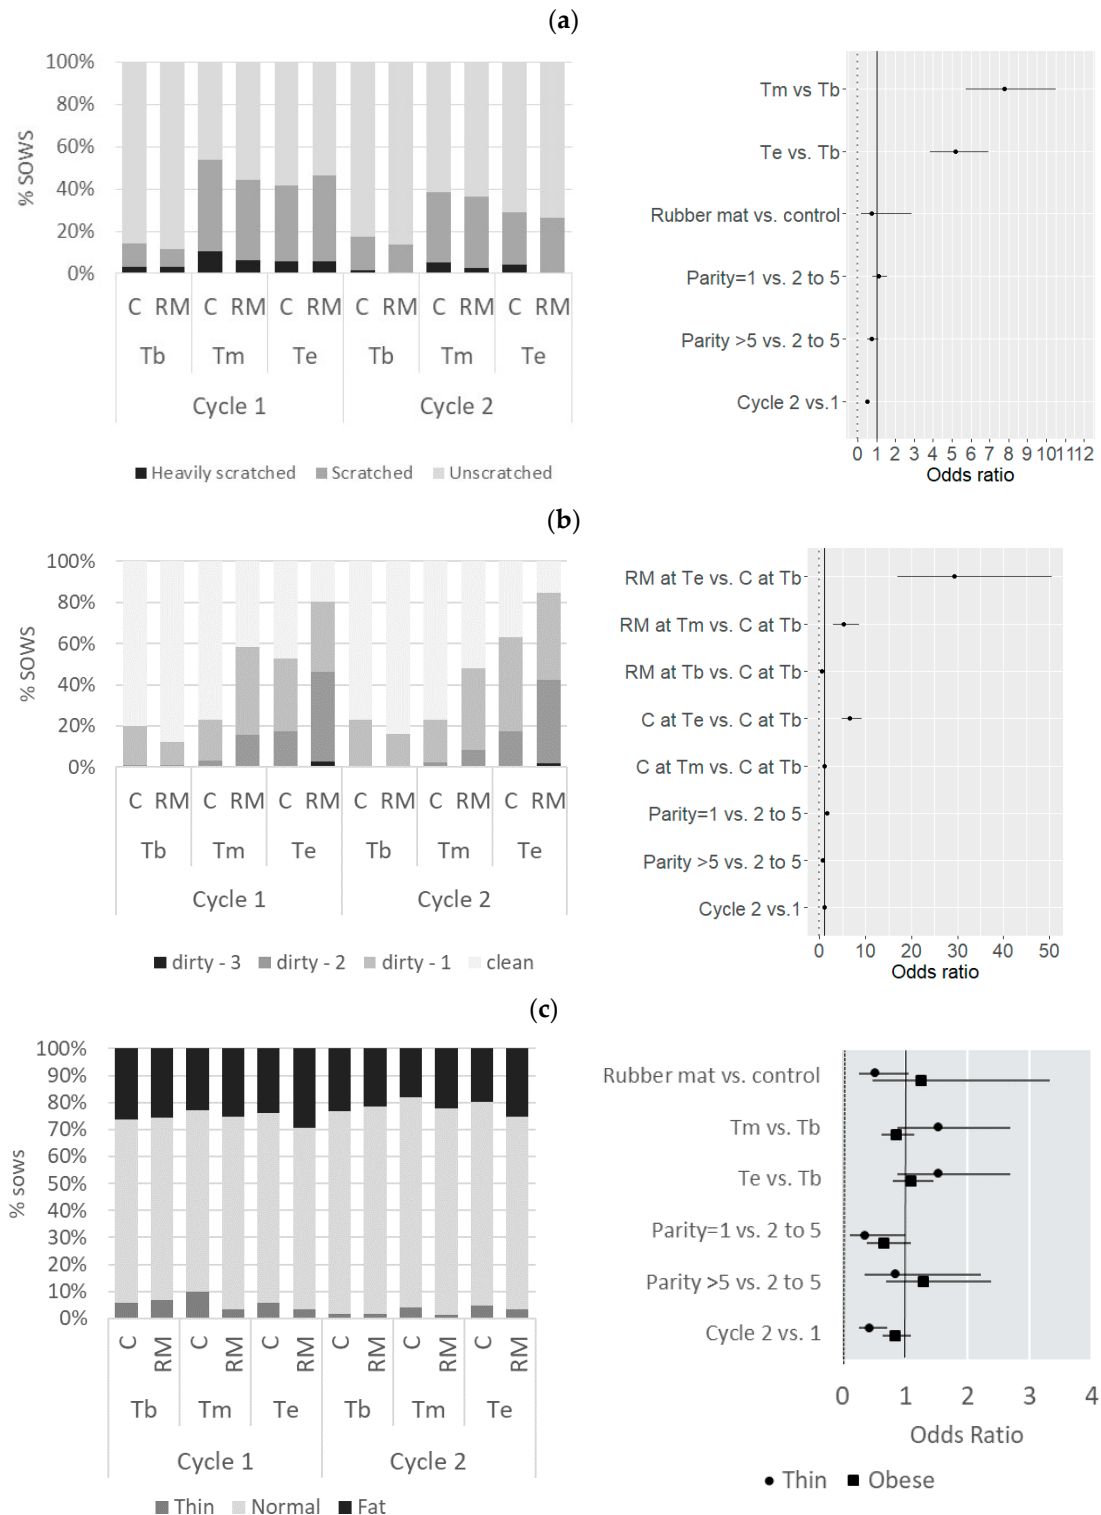 (a)
100%
80%
60%
40%
20%
0%
% sows
C RM C RM C RM C RM C RM C RM
Tb Tm Te Tb Tm Te
Cycle 1 Cycle 2
Heavily scratched Scratched Unscratched
Tm vs Tb
Te vs. Tb
Rubber mat vs. control
Parity=1 vs. 2 to 5
Parity >5 vs. 2 to 5
Cycle 2 vs.1
0 1 2 3 4 5 6 7 8 9 10 11 12
Odds ratio
(b)
100%
80%
60%
40%
20%
0%
% sows
C RM C RM C RM C RM C RM C RM
Tb Tm Te Tb Tm Te
Cycle 1 Cycle 2
dirty - 3 dirty - 2 dirty - 1 clean
RM at Te vs. C at Tb
RM at Tm vs. C at Tb
RM at Tb vs. C at Tb
C at Te vs. C at Tb
C at Tm vs. C at Tb
Parity=1 vs. 2 to 5
Parity >5 vs. 2 to 5
Cycle 2 vs.1
0 10 20 30 40 50
Odds ratio
(c)
100%
90%
80%
70%
60%
50%
40%
30%
20%
10%
0%
% sows
C RM C RM C RM C RM C RM C RM
Tb Tm Te Tb Tm Te
Cycle 1 Cycle 2
Thin Normal Fat
Rubber mat vs. control
Tm vs. Tb
Te vs. Tb
Parity=1 vs. 2 to 5
Parity >5 vs. 2 to 5
Cycle 2 vs. 1
0 1 2 3 4
Odds Ratio
Thin Obese